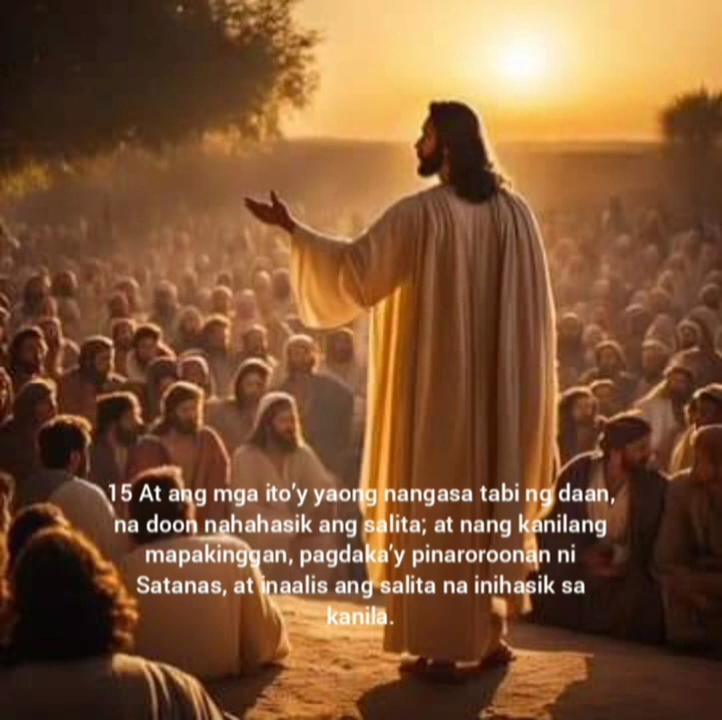 15 At ang mga ito'y yaong nangasa tabi ng daan,
na doon nahahasik ang salita; at nang kanilang
mapakinggan, pagdaka'y pinaroroonan ni
Satanas, at inaalis ang salita na inihasik sa
kanila.